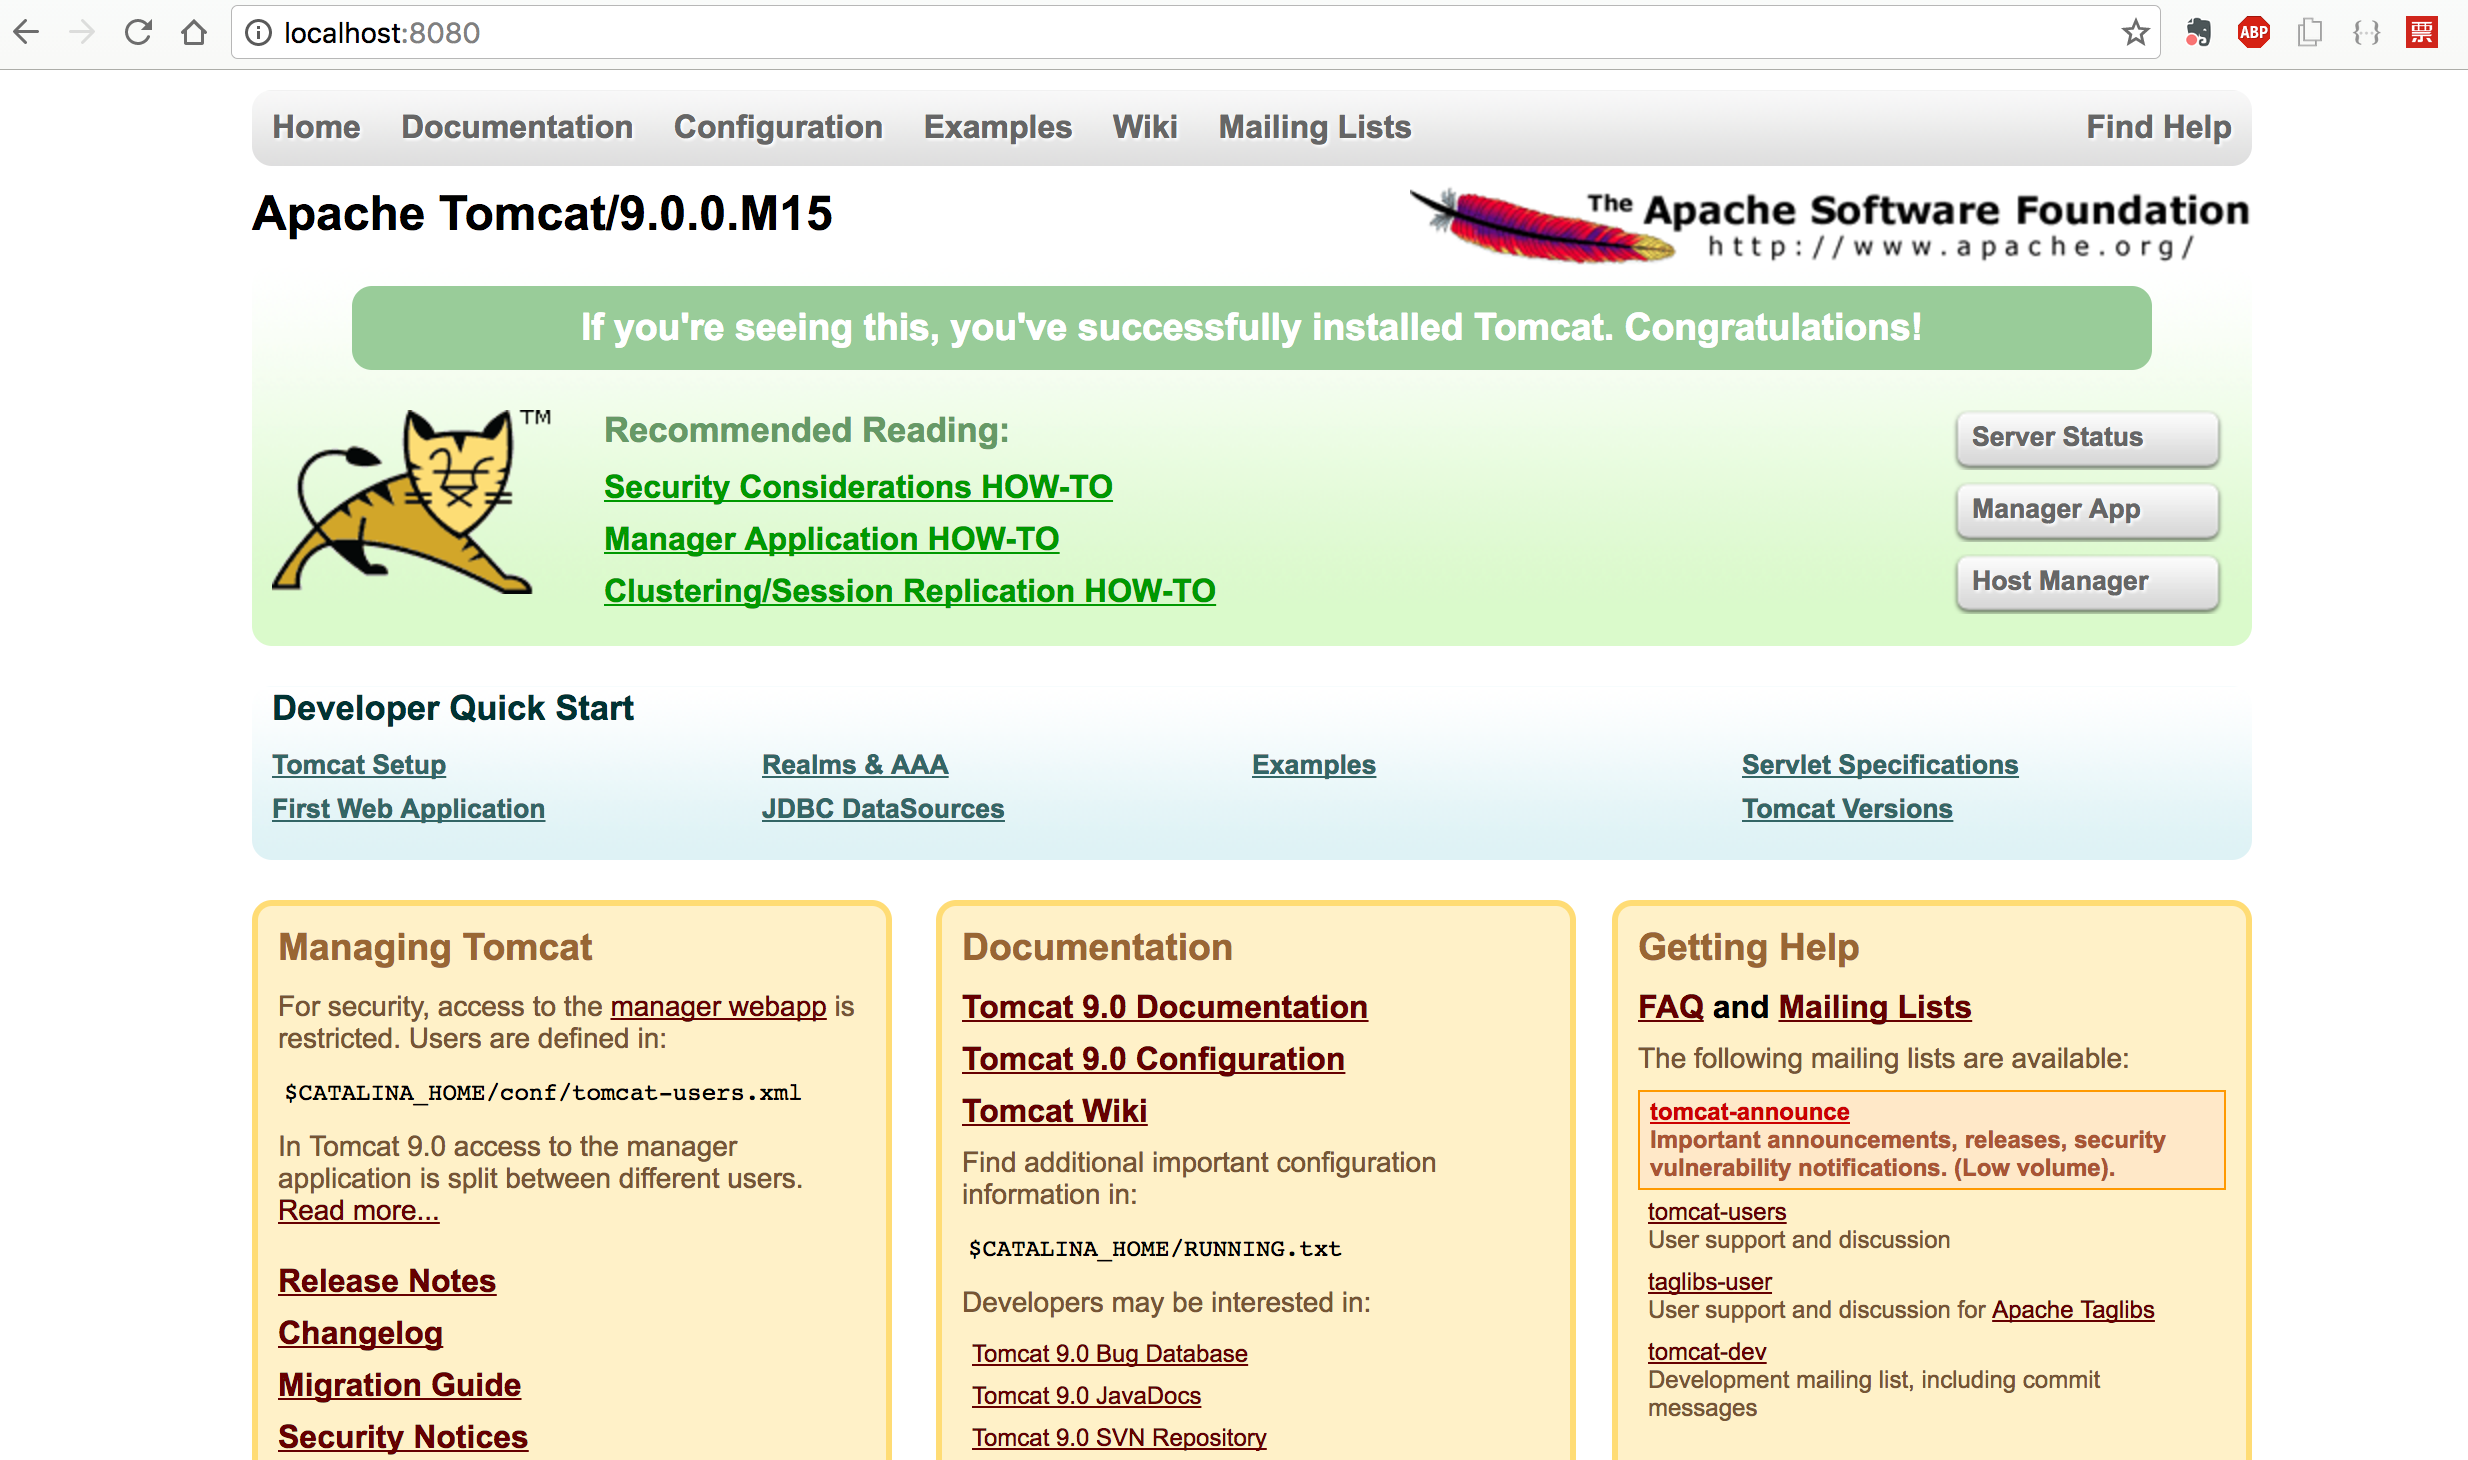 localhost:8080
ABP
票
Home Documentation Configuration Examples Wiki Mailing Lists Find Help
Apache Tomcat/9.0.0.M15
The Apache Software Foundation
http://www.apache.org/
If you're seeing this, you've successfully installed Tomcat. Congratulations!
TM
Recommended Reading:
Security Considerations HOW-TO
Manager Application HOW-TO
Clustering/Session Replication HOW-TO
Server Status
Manager App
Host Manager
Developer Quick Start
Tomcat Setup
First Web Application
Realms & AAA
JDBC DataSources
Examples
Servlet Specifications
Tomcat Versions
Managing Tomcat
For security, access to the manager webapp is
restricted. Users are defined in:
$CATALINA_HOME/conf/tomcat-users.xml
In Tomcat 9.0 access to the manager
application is split between different users.
Read more...
Release Notes
Changelog
Migration Guide
Security Notices
Documentation
Tomcat 9.0 Documentation
Tomcat 9.0 Configuration
Tomcat Wiki
Find additional important configuration
information in:
$CATALINA_HOME/RUNNING.txt
Developers may be interested in:
Tomcat 9.0 Bug Database
Tomcat 9.0 JavaDocs
Tomcat 9.0 SVN Repository
Getting Help
FAQ and Mailing Lists
The following mailing lists are available:
tomcat-announce
Important announcements, releases, security
vulnerability notifications. (Low volume).
tomcat-users
User support and discussion
taglibs-user
User support and discussion for Apache Taglibs
tomcat-dev
Development mailing list, including commit
messages